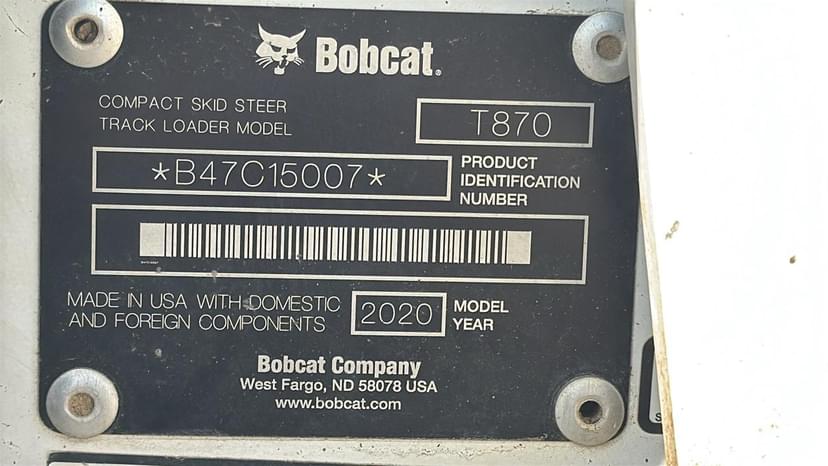 Bobcat.
COMPACT SKID STEER
TRACK LOADER MODEL
T870
*B47C15007*
PRODUCT
IDENTIFICATION
NUMBER
MADE IN USA WITH DOMESTIC
AND FOREIGN COMPONENTS
2020
MODEL
YEAR
Bobcat Company
West Fargo, ND 58078 USA
www.bobcat.com